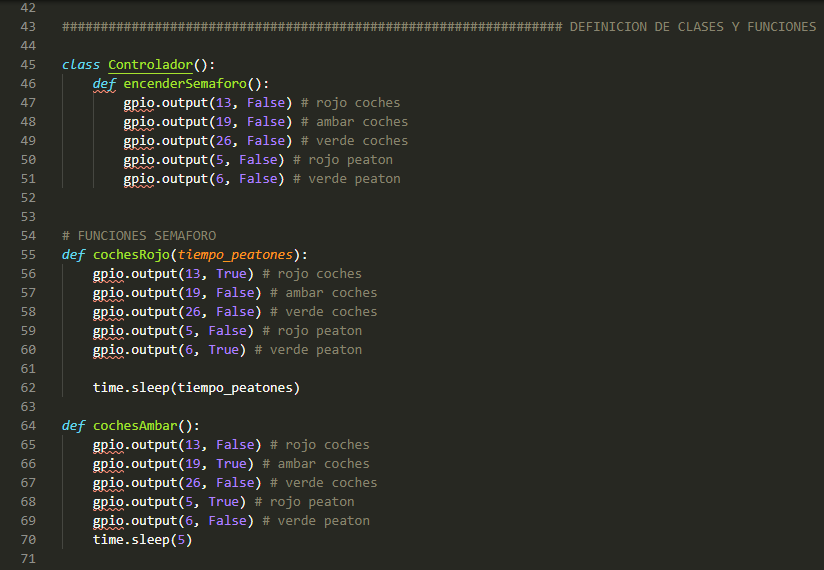 42
43 ################################################################# DEFINICION DE CLASES Y FUNCIONES
44
45 class Controlador():
46     def encenderSemaforo():
47         gpio.output(13, False) # rojo coches
48         gpio.output(19, False) # ambar coches
49         gpio.output(26, False) # verde coches
50         gpio.output(5, False) # rojo peaton
51         gpio.output(6, False) # verde peaton
52
53
54 # FUNCIONES SEMAFORO
55 def cochesRojo(tiempo_peatones):
56     gpio.output(13, True) # rojo coches
57     gpio.output(19, False) # ambar coches
58     gpio.output(26, False) # verde coches
59     gpio.output(5, False) # rojo peaton
60     gpio.output(6, True) # verde peaton
61
62     time.sleep(tiempo_peatones)
63
64 def cochesAmbar():
65     gpio.output(13, False) # rojo coches
66     gpio.output(19, True) # ambar coches
67     gpio.output(26, False) # verde coches
68     gpio.output(5, True) # rojo peaton
69     gpio.output(6, False) # verde peaton
70     time.sleep(5)
71